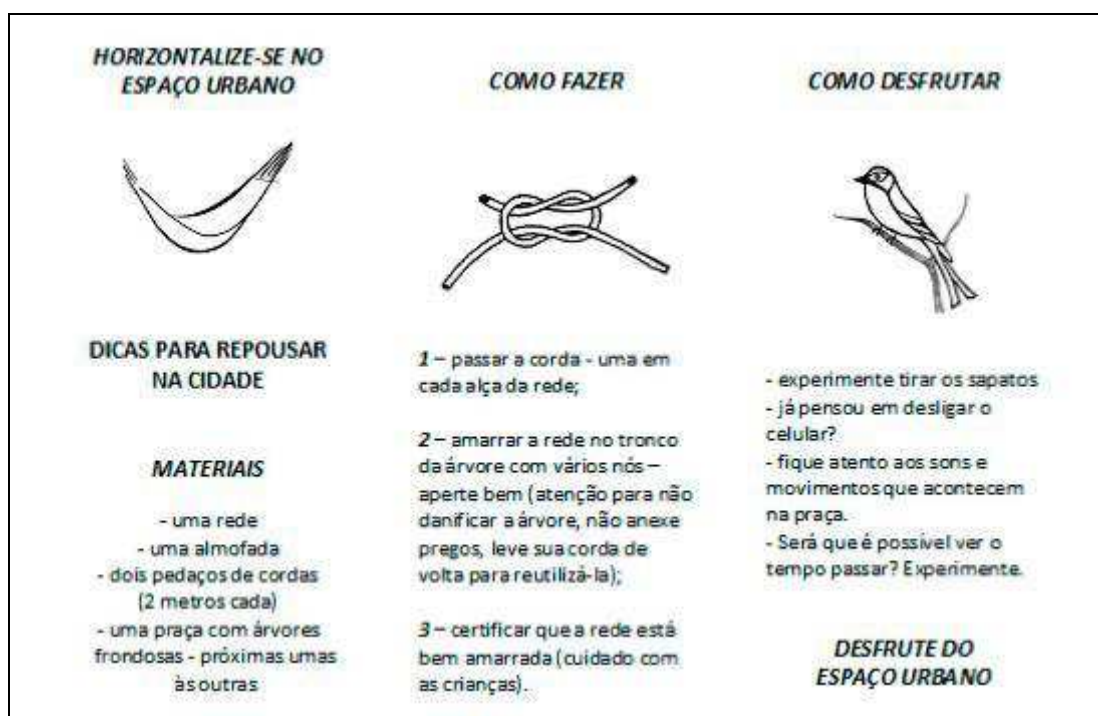 HORIZONTALIZE-SE NO
ESPAÇO URBANO
DICAS PARA REPOUSAR
NA CIDADE
MATERIAIS
- uma rede
- uma almofada
- dois pedaços de cordas
(2 metros cada)
- uma praça com árvores
frondosas - próximas umas
às outras
COMO FAZER
1 – passar a corda - uma em
cada alça da rede;
2 – amarrar a rede no tronco
da árvore com vários nós –
aperte bem (atenção para não
danificar a árvore, não anexe
pregos, leve sua corda de
volta para reutilizá-la);
3 – certificar que a rede está
bem amarrada (cuidado com
as crianças).
COMO DESFRUTAR
- experimente tirar os sapatos
- já pensou em desligar o
celular?
- fique atento aos sons e
movimentos que acontecem
na praça.
- Será que é possível ver o
tempo passar? Experimente.
DESFRUTE DO
ESPAÇO URBANO